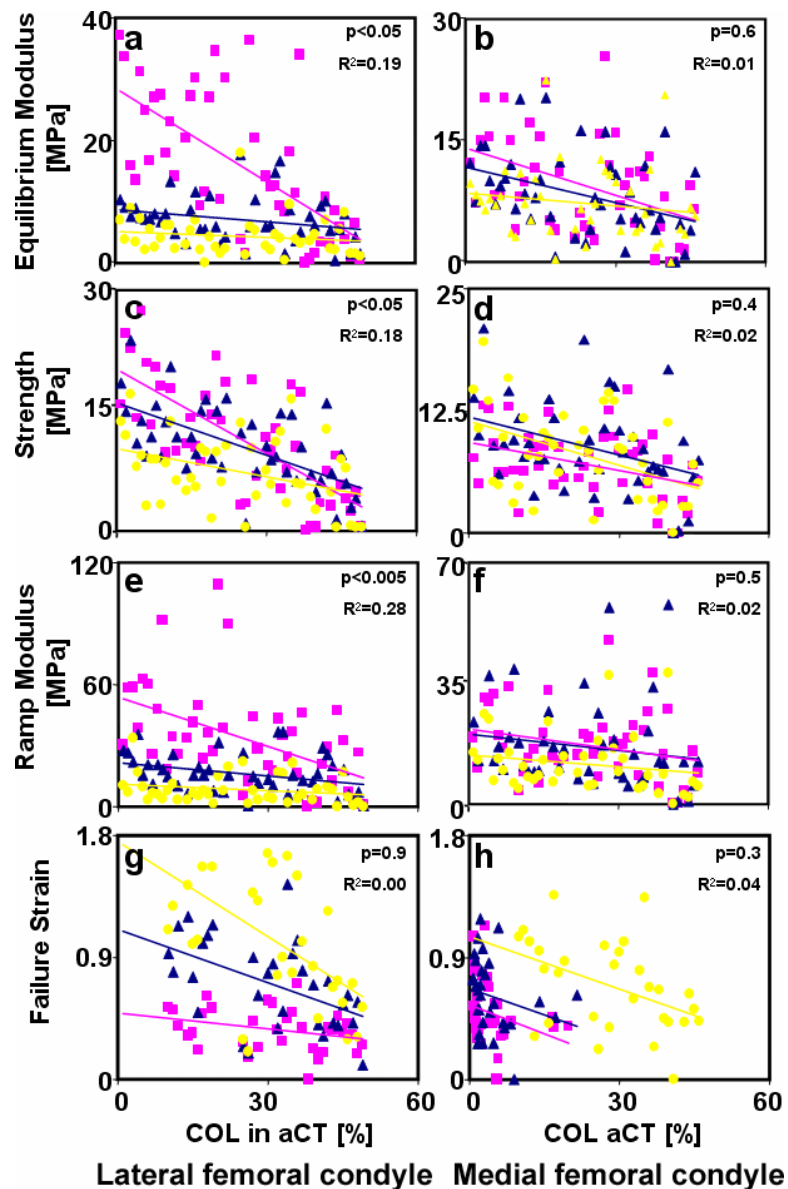 40 a p<0.05 30 b p=0.6
R²=0.19 R²=0.01
Equilibrium Modulus
[MPa]
20 15
0 0
30 c p<0.05 25 d p=0.4
R²=0.18 R²=0.02
Strength
[MPa]
15 12.5
0 0
120 e p<0.005 70 f p=0.5
R²=0.28 R²=0.02
Ramp Modulus
[MPa]
60 35
0 0
1.8 g p=0.9 1.8 h p=0.3
R²=0.00 R²=0.04
Failure Strain
0.9 0.9
0 0
0 30 60 0 30 60
COL in aCT [%] COL aCT [%]
Lateral femoral condyle Medial femoral condyle